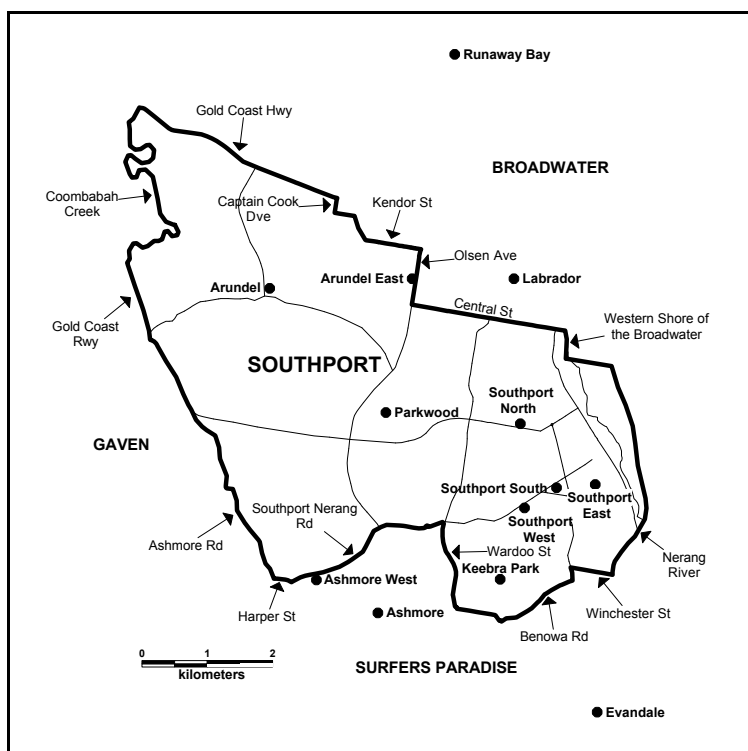 Runaway Bay
Gold Coast Hwy
BROADWATER
Coombabah
Creek
Captain Cook
Dve
Kendor St
Olsen Ave
Arundel
Arundel East
Labrador
Central St
Gold Coast
Rwy
Western Shore of
the Broadwater
SOUTHPORT
Southport
North
Parkwood
GAVEN
Southport South
Southport
East
Southport Nerang
Rd
Southport
West
Ashmore Rd
Wardoo St
Nerang
River
Keebra Park
Ashmore West
Harper St
Ashmore
Winchester St
Benowa Rd
0 1 2
kilometers
SURFERS PARADISE
Evandale